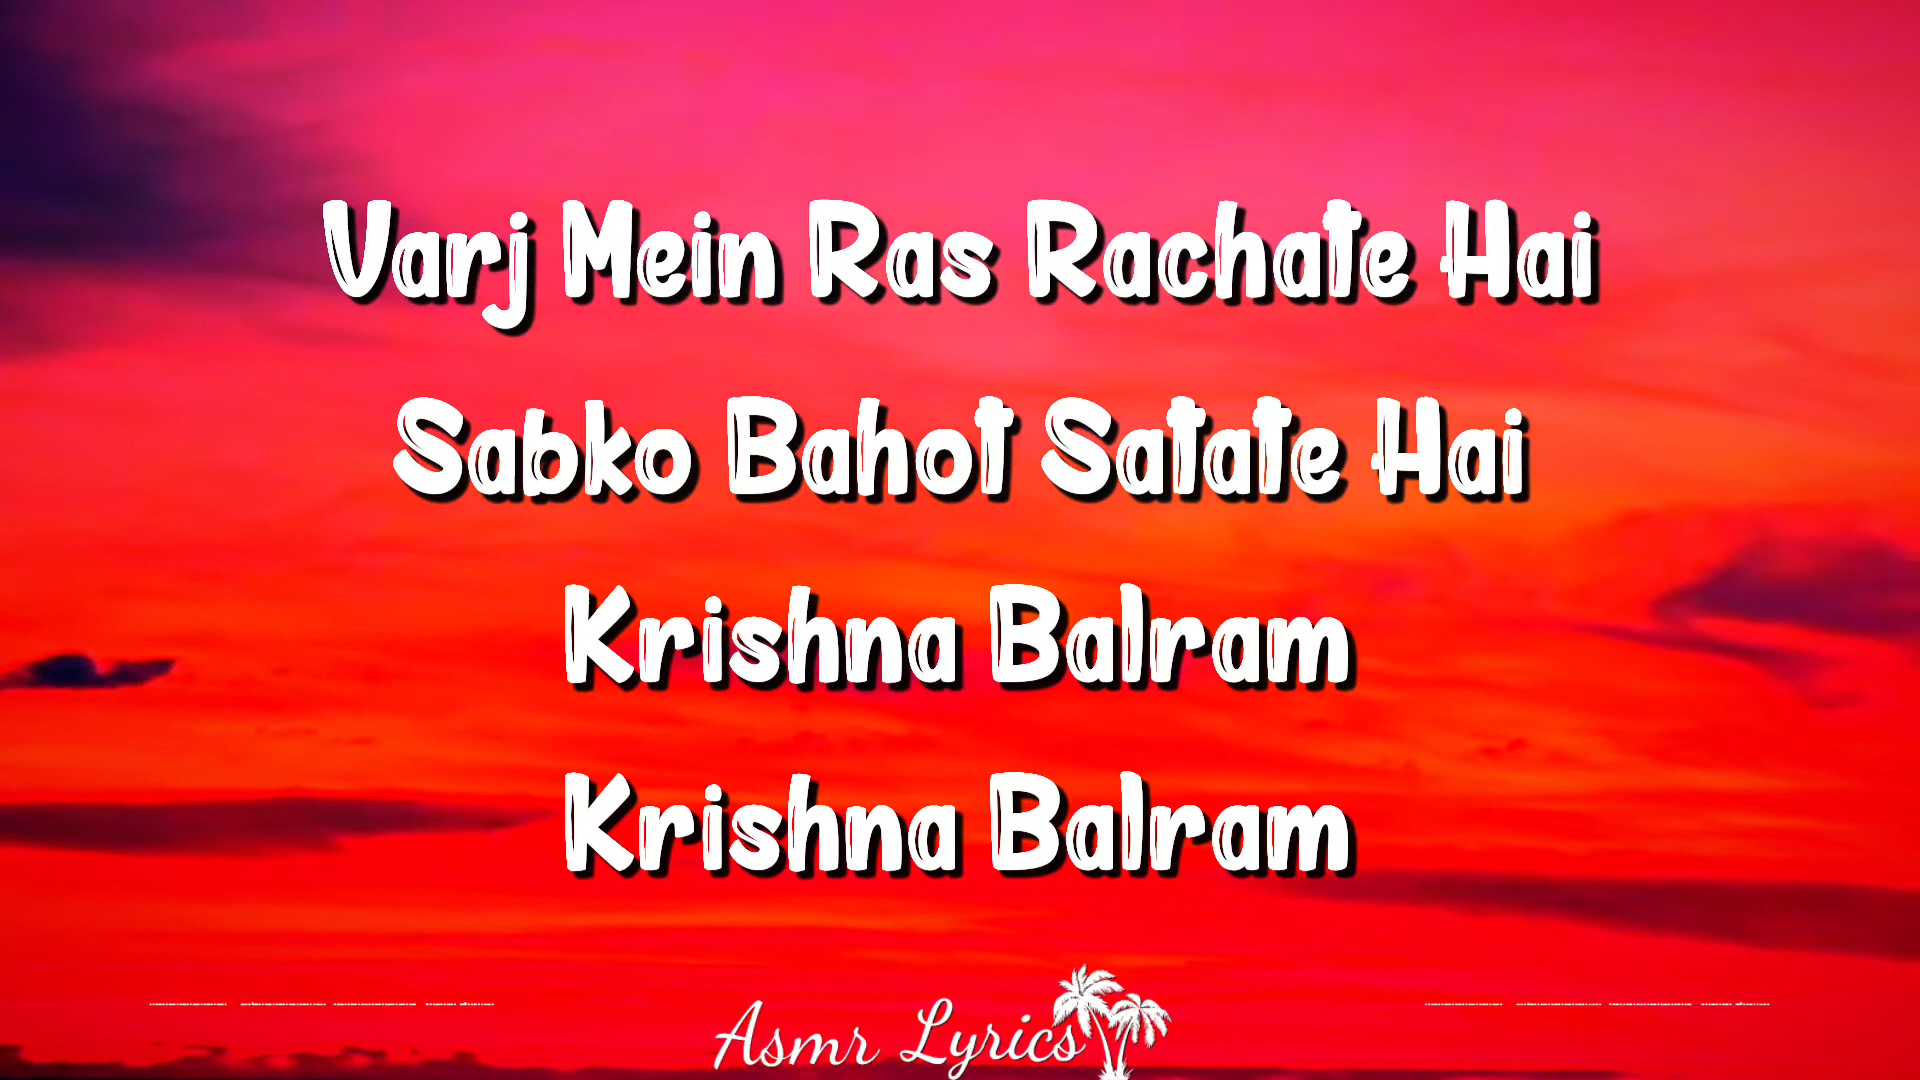 Varj Mein Ras Rachate Hai
Sabko Bahot Satate Hai
Krishna Balram
Krishna Balram
Asmr Lyrics